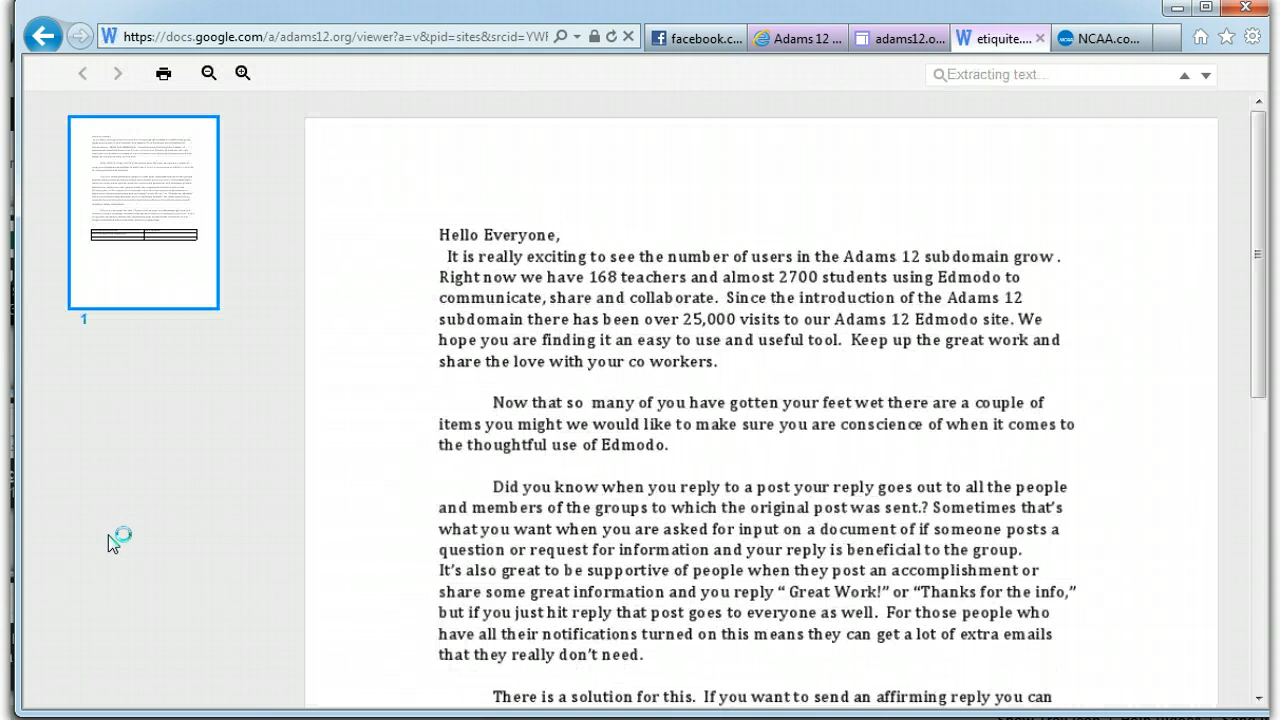 https://docs.google.com/a/adams12.org/viewer?a=v&pid=sites&srcid=YWI
facebook.c...
Adams 12 ...
adams12.o...
etiquite....
NCAA.co...
Extracting text...
1
Hello Everyone,
It is really exciting to see the number of users in the Adams 12 subdomain grow .
Right now we have 168 teachers and almost 2700 students using Edmodo to
communicate, share and collaborate. Since the introduction of the Adams 12
subdomain there has been over 25,000 visits to our Adams 12 Edmodo site. We
hope you are finding it an easy to use and useful tool. Keep up the great work and
share the love with your co workers.
Now that so many of you have gotten your feet wet there are a couple of
items you might we would like to make sure you are conscience of when it comes to
the thoughtful use of Edmodo.
Did you know when you reply to a post your reply goes out to all the people
and members of the groups to which the original post was sent.? Sometimes that's
what you want when you are asked for input on a document of if someone posts a
question or request for information and your reply is beneficial to the group.
It's also great to be supportive of people when they post an accomplishment or
share some great information and you reply “ Great Work!” or “Thanks for the info,”
but if you just hit reply that post goes to everyone as well. For those people who
have all their notifications turned on this means they can get a lot of extra emails
that they really don't need.
There is a solution for this. If you want to send an affirming reply you can